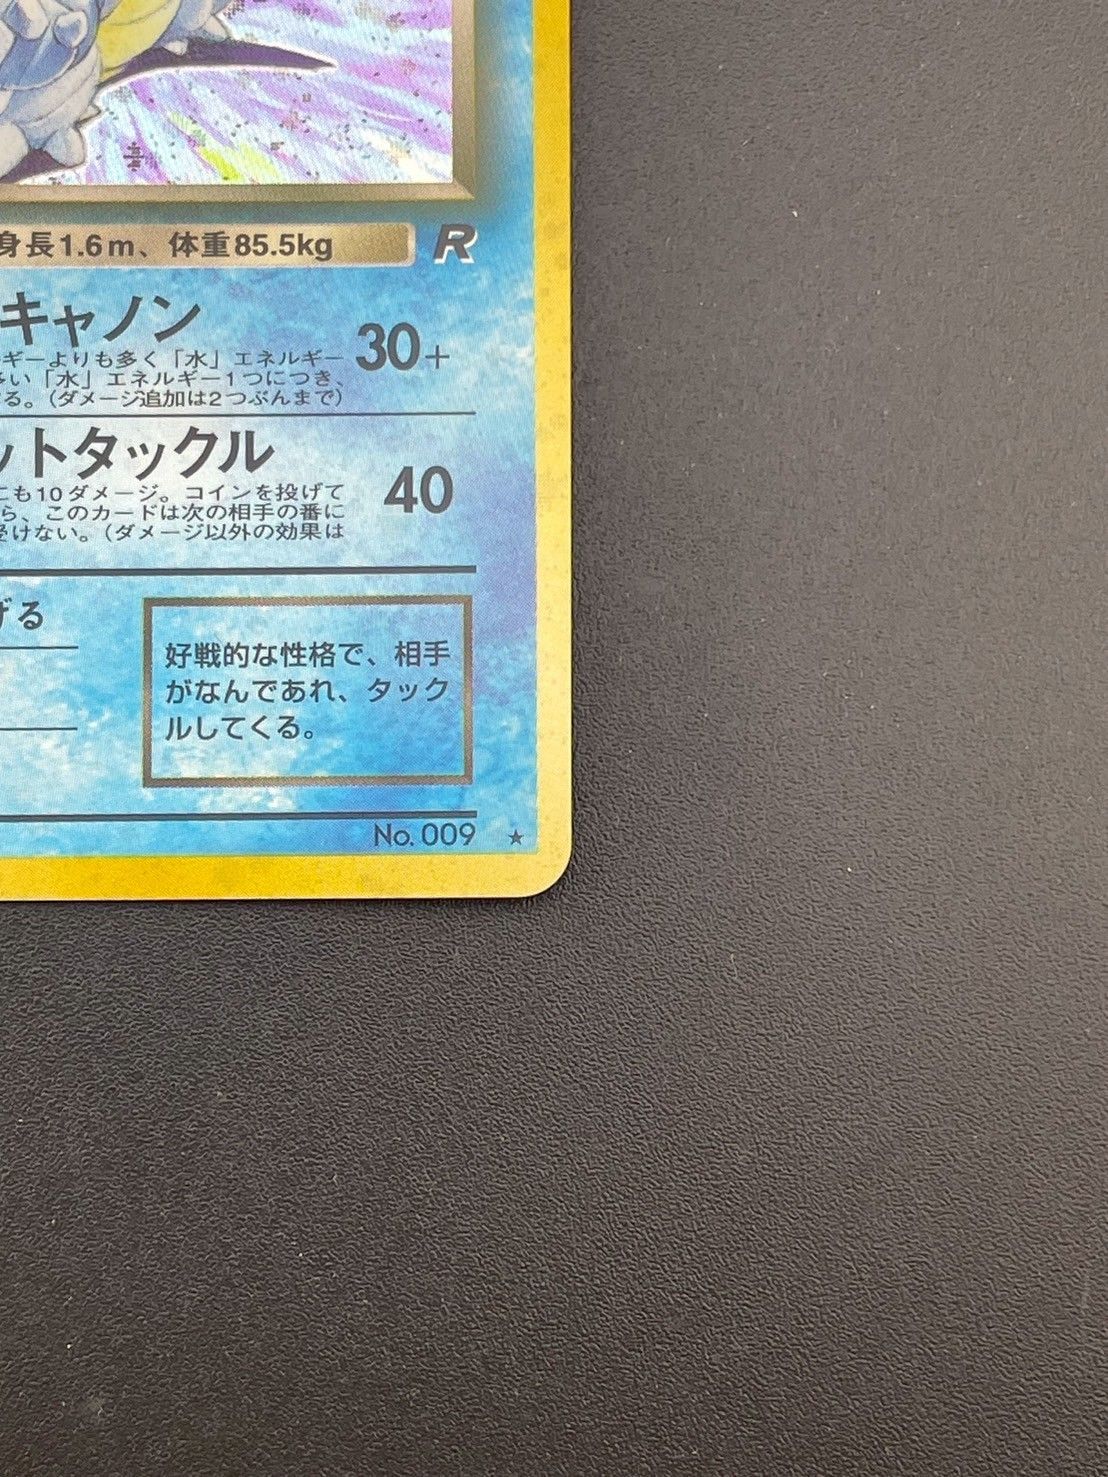 身長1.6m、体重85.5kg R
キャノン
ギーよりも多く「水」エネルギー 30+
多い「水」エネルギー1つにつき、
る。(ダメージ追加は2つぶんまで)
ットタックル
にも10ダメージ。コインを投げて 40
ら、このカードは次の相手の番に
受けない。(ダメージ以外の効果は
げる
好戦的な性格で、相手
がなんであれ、タック
ルしてくる。
No.009 ★